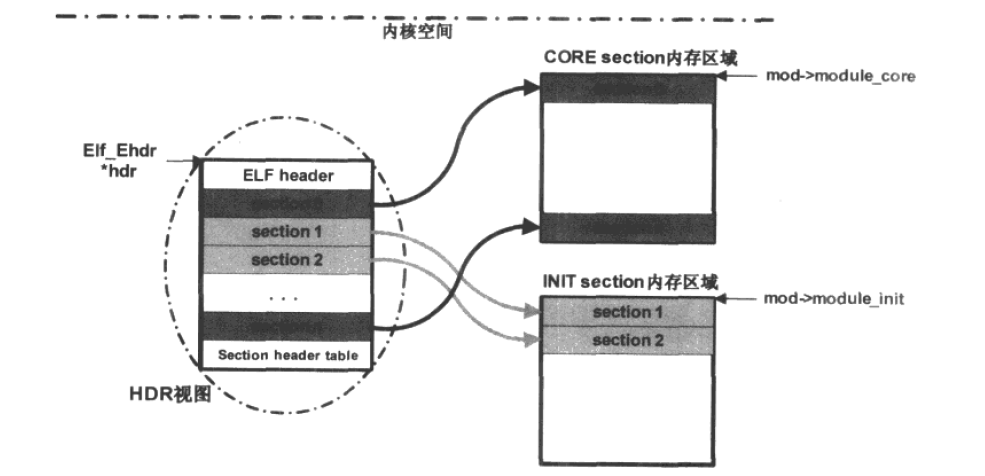 内核空间
CORE section内存区域
mod->module_core
Elf_Ehdr
*hdr
ELF header
section 1
section 2
...
Section header table
HDR视图
INIT section内存区域
mod->module_init
section 1
section 2